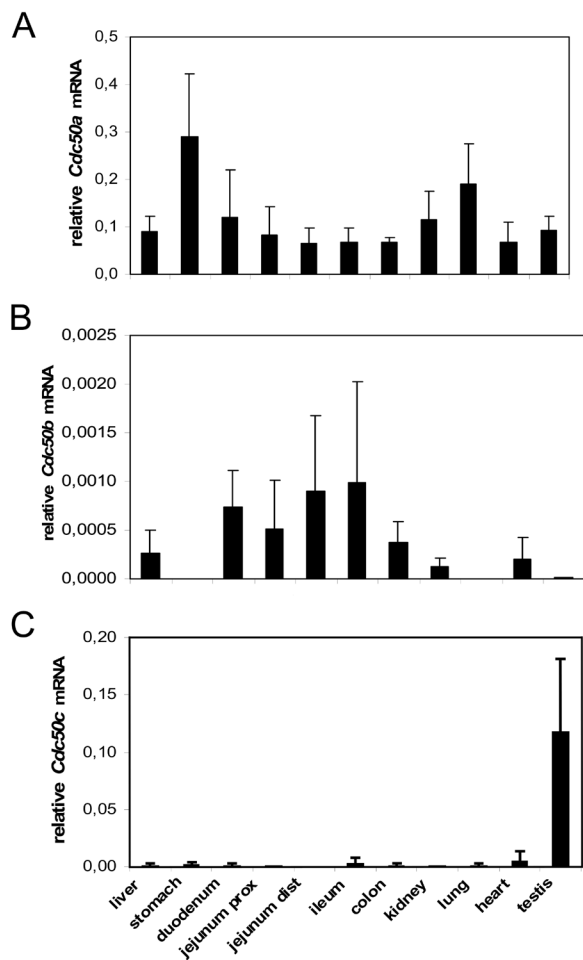 A
relative Cdc50a mRNA
0,5
0,4
0,3
0,2
0,1
0,0
B
relative Cdc50b mRNA
0,0025
0,0020
0,0015
0,0010
0,0005
0,0000
C
relative Cdc50c mRNA
0,20
0,15
0,10
0,05
0,00
liver
stomach
duodenum
jejunum prox
jejunum dist
ileum
colon
kidney
lung
heart
testis